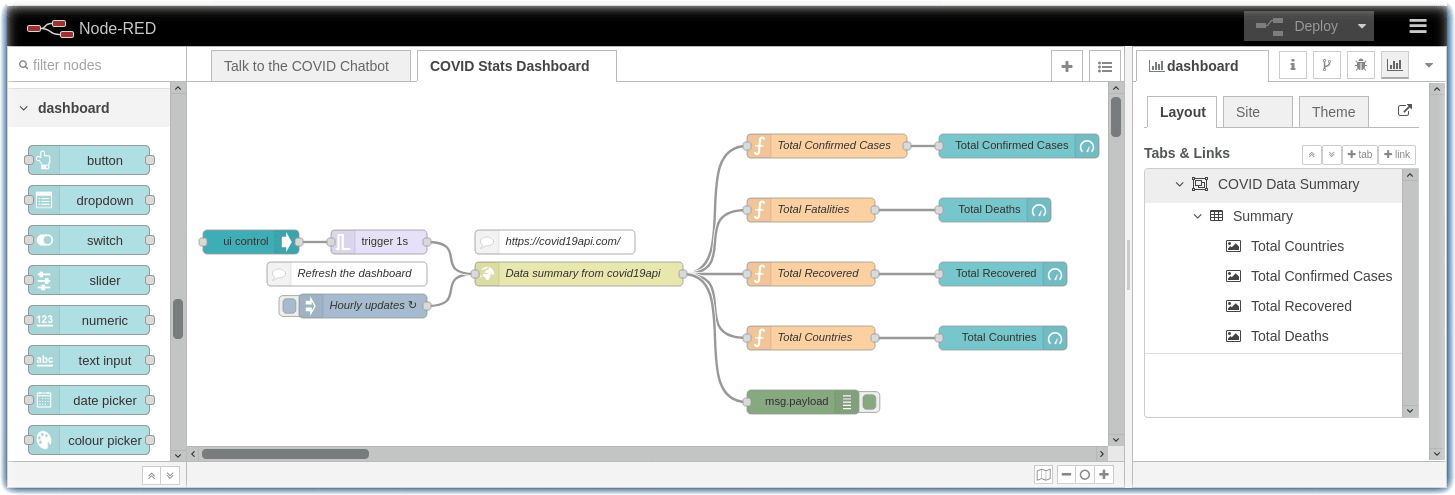 Node-RED
Deploy
filter nodes
Talk to the COVID Chatbot
COVID Stats Dashboard
dashboard
i
dashboard
button
dropdown
switch
slider
123 numeric
abc text input
date picker
colour picker
ui control
trigger 1s
https://covid19api.com/
Refresh the dashboard
Data summary from covid19api
Hourly updates ↻
Total Confirmed Cases
Total Confirmed Cases
Total Fatalities
Total Deaths
Total Recovered
Total Recovered
Total Countries
Total Countries
msg.payload
Layout
Site
Theme
Tabs & Links
+ tab
+ link
COVID Data Summary
Summary
Total Countries
Total Confirmed Cases
Total Recovered
Total Deaths